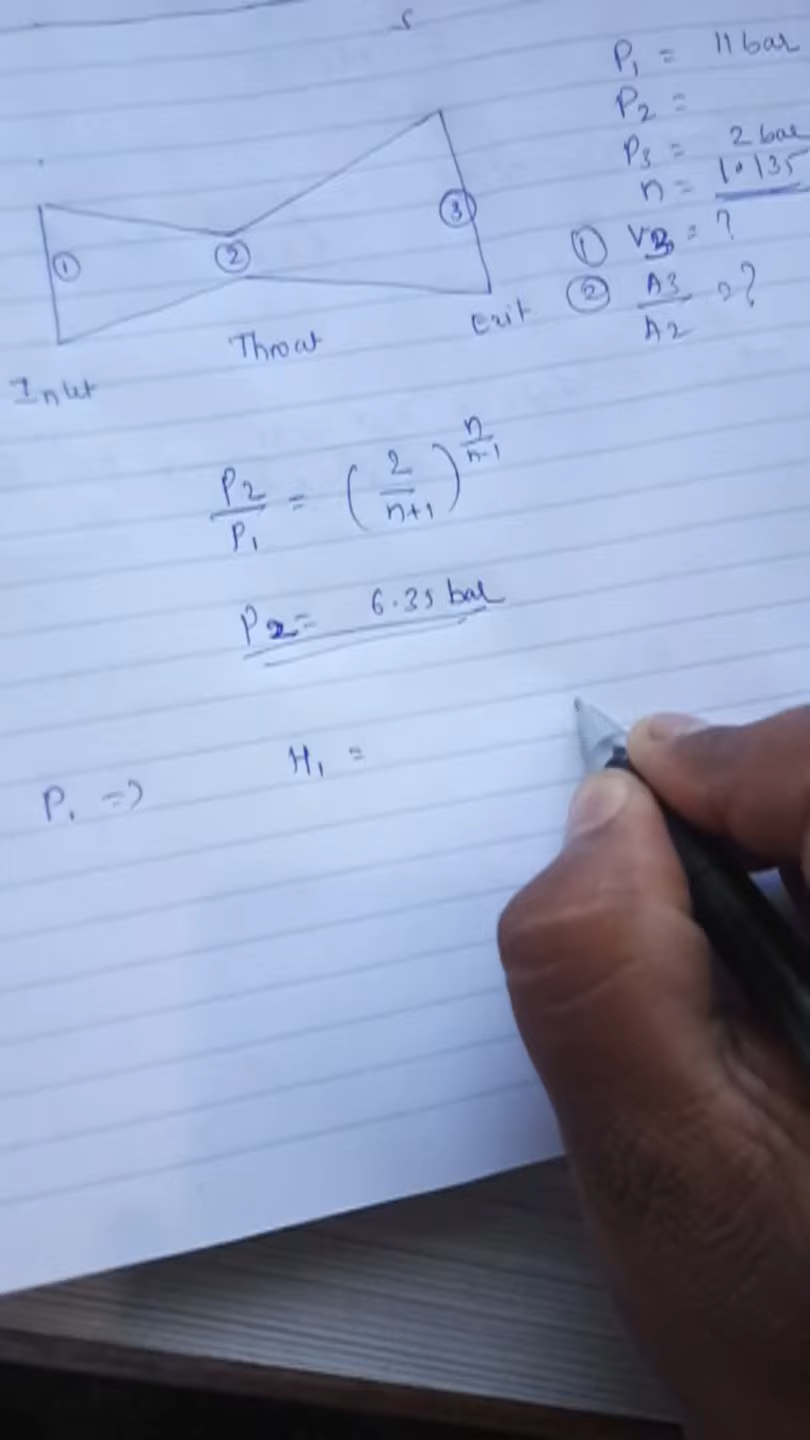 P₁ = 11 bar
P₂ =
P₃ = 2 bar
n = 1.135
① V₃ = ?
② A3/A2 = ?
①
②
③
Inlet
Throat
Exit
P₂/P₁ = (2/n+1)^n/n-1
P₂ = 6.35 bar
P₁ => H₁ =